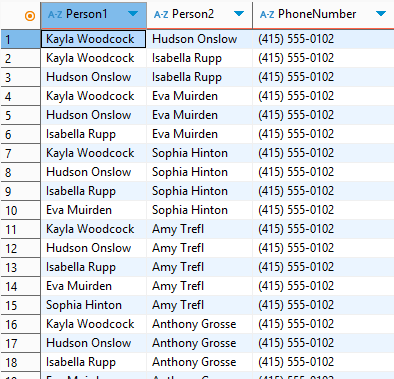 A-Z Person1 A-Z Person2 A-Z PhoneNumber
1 Kayla Woodcock Hudson Onslow (415) 555-0102
2 Kayla Woodcock Isabella Rupp (415) 555-0102
3 Hudson Onslow Isabella Rupp (415) 555-0102
4 Kayla Woodcock Eva Muirden (415) 555-0102
5 Hudson Onslow Eva Muirden (415) 555-0102
6 Isabella Rupp Eva Muirden (415) 555-0102
7 Kayla Woodcock Sophia Hinton (415) 555-0102
8 Hudson Onslow Sophia Hinton (415) 555-0102
9 Isabella Rupp Sophia Hinton (415) 555-0102
10 Eva Muirden Sophia Hinton (415) 555-0102
11 Kayla Woodcock Amy Trefl (415) 555-0102
12 Hudson Onslow Amy Trefl (415) 555-0102
13 Isabella Rupp Amy Trefl (415) 555-0102
14 Eva Muirden Amy Trefl (415) 555-0102
15 Sophia Hinton Amy Trefl (415) 555-0102
16 Kayla Woodcock Anthony Grosse (415) 555-0102
17 Hudson Onslow Anthony Grosse (415) 555-0102
18 Isabella Rupp Anthony Grosse (415) 555-0102